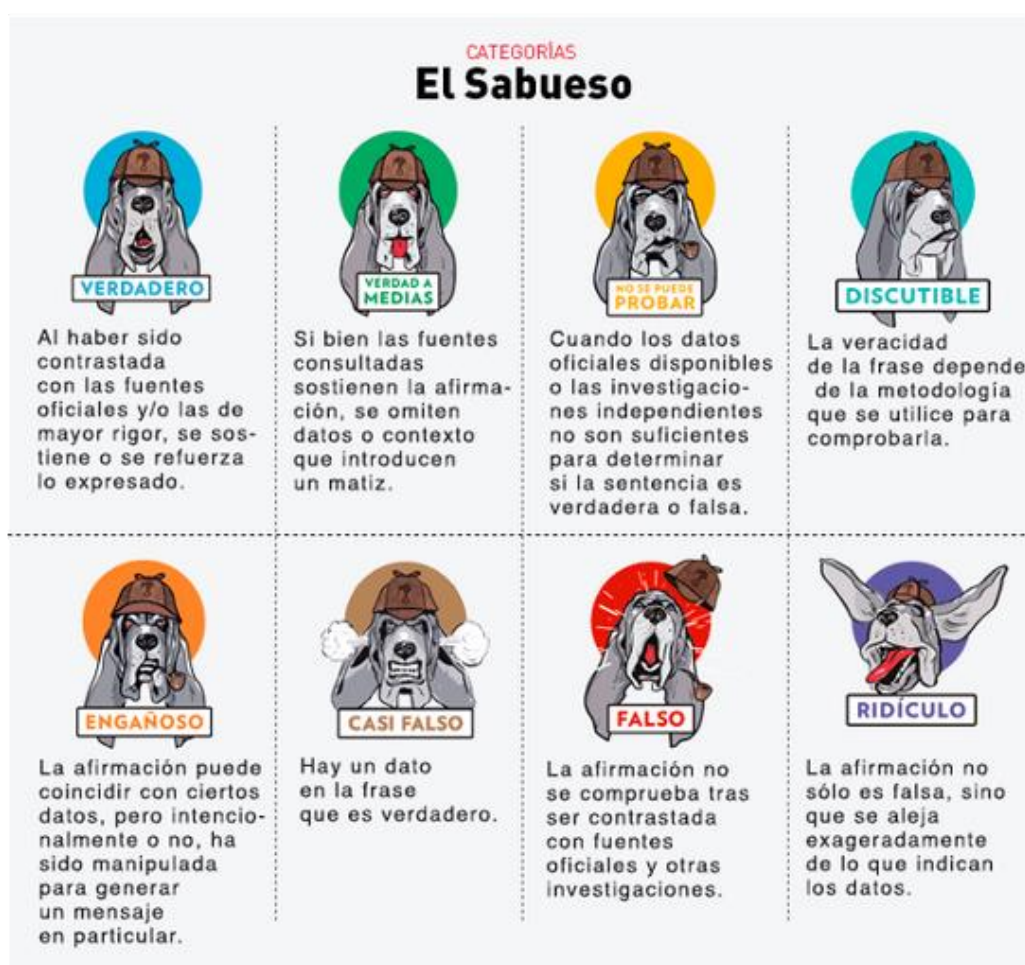 CATEGORÍAS
El Sabueso
VERDADERO
Al haber sido
contrastada
con las fuentes
oficiales y/o las de
mayor rigor, se sos-
tiene o se refuerza
lo expresado.
VERDAD A
MEDIAS
Si bien las fuentes
consultadas
sostienen la afirma-
ción, se omiten
datos o contexto
que introducen
un matiz.
NO SE PUEDE
PROBAR
Cuando los datos
oficiales disponibles
o las investigacio-
nes independientes
no son suficientes
para determinar
si la sentencia es
verdadera o falsa.
DISCUTIBLE
La veracidad
de la frase depende
de la metodología
que se utilice para
comprobarla.
ENGAÑOSO
La afirmación puede
coincidir con ciertos
datos, pero intencio-
nalmente o no, ha
sido manipulada
para generar
un mensaje
en particular.
CASI FALSO
Hay un dato
en la frase
que es verdadero.
FALSO
La afirmación no
se comprueba tras
ser contrastada
con fuentes
oficiales y otras
investigaciones.
RIDÍCULO
La afirmación no
sólo es falsa, sino
que se aleja
exageradamente
de lo que indican
los datos.